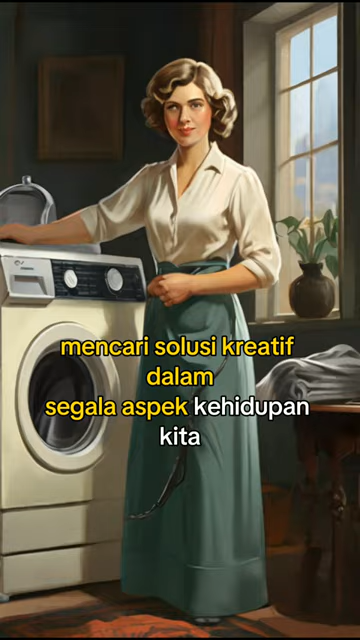 mencari solusi kreatif
dalam
segala aspek kehidupan
kita